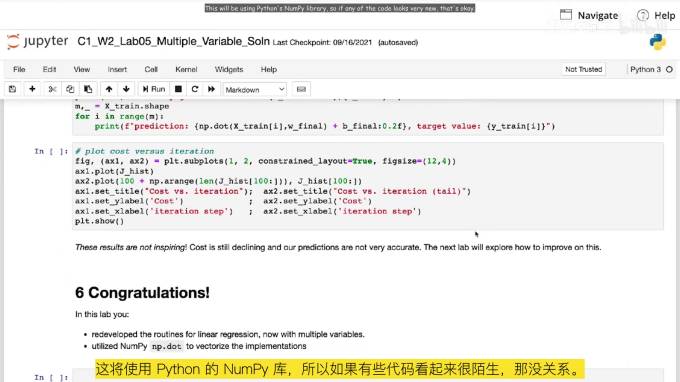 This will be using Python's NumPy library, so if any of the code looks very new, that's okay.
Navigate Help
jupyter C1_W2_Lab05_Multiple_Variable_Soln Last Checkpoint: 09/16/2021 (autosaved)
File Edit View Insert Cell Kernel Widgets Help Not Trusted Python 3
Run Markdown
m,_ = X_train.shape
for i in range(m):
print(f"prediction: {np.dot(X_train[i],w_final) + b_final:0.2f}, target value: {y_train[i]}")
In [ ]: # plot cost versus iteration
fig, (ax1, ax2) = plt.subplots(1, 2, constrained_layout=True, figsize=(12,4))
ax1.plot(J_hist)
ax2.plot(100 + np.arange(len(J_hist[100:])), J_hist[100:])
ax1.set_title("Cost vs. iteration"); ax2.set_title("Cost vs. iteration (tail)")
ax1.set_ylabel('Cost') ; ax2.set_ylabel('Cost')
ax1.set_xlabel('iteration step') ; ax2.set_xlabel('iteration step')
plt.show()
These results are not inspiring! Cost is still declining and our predictions are not very accurate. The next lab will explore how to improve on this.
6 Congratulations!
In this lab you:
• redeveloped the routines for linear regression, now with multiple variables.
• utilized NumPy np.dot to vectorize the implementations
In [ ]:
这将使用 Python 的 NumPy 库，所以如果有些代码看起来很陌生，那没关系。